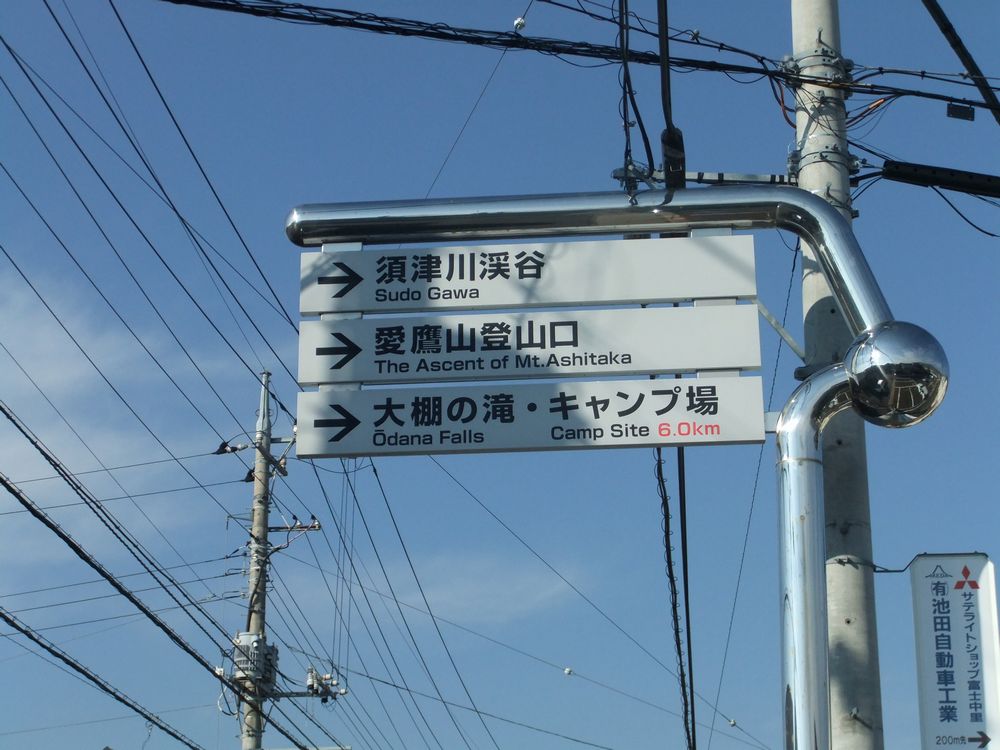 須津川渓谷
Sudo Gawa
愛鷹山登山口
The Ascent of Mt.Ashitaka
大棚の滝・キャンプ場
Ōdana Falls Camp Site 6.0km
サテライトショップ富士中里
㈲池田自動車工業
200m先